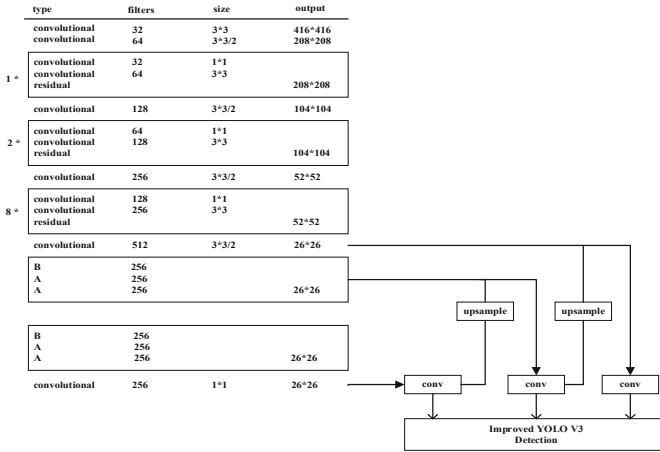 type filters size output
convolutional 32 3*3 416*416
convolutional 64 3*3/2 208*208
convolutional 32 1*1
1 * convolutional 64 3*3
residual 208*208
convolutional 128 3*3/2 104*104
convolutional 64 1*1
2 * convolutional 128 3*3
residual 104*104
convolutional 256 3*3/2 52*52
convolutional 128 1*1
8 * convolutional 256 3*3
residual 52*52
convolutional 512 3*3/2 26*26
B 256
A 256
A 256 26*26
upsample upsample
B 256
A 256
A 256 26*26
convolutional 256 1*1 26*26
conv conv conv
Improved YOLO V3
Detection